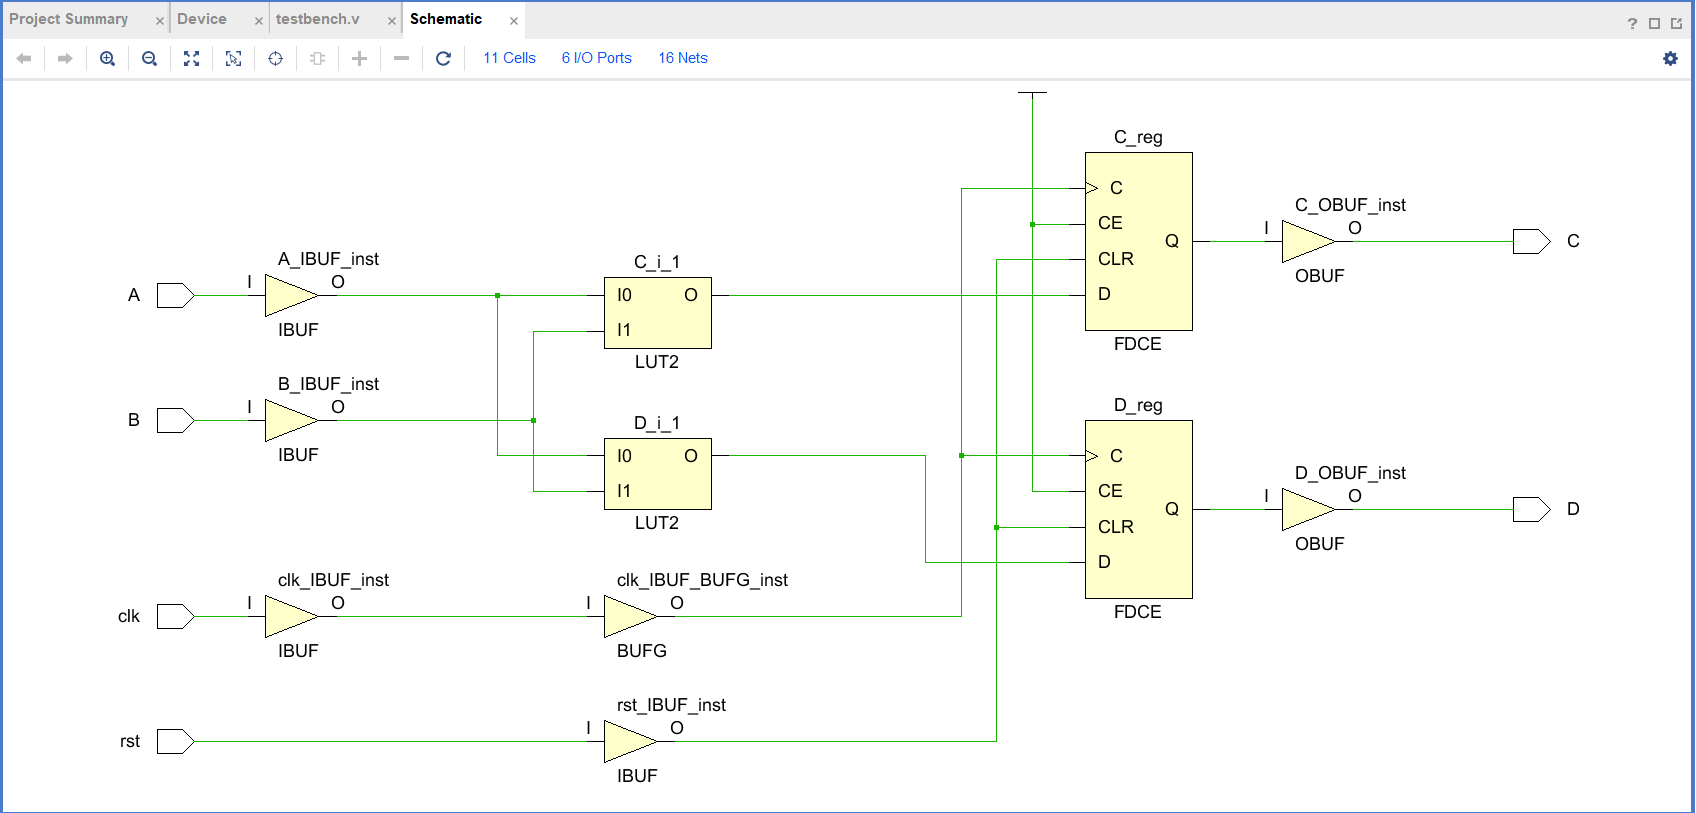 Project Summary × Device × testbench.v × Schematic ×
?
11 Cells 6 I/O Ports 16 Nets
C_reg
C
CE
CLR
D
Q
FDCE
C_OBUF_inst
I O
OBUF
C
A_IBUF_inst
A I O
IBUF
C_i_1
I0 O
I1
LUT2
B_IBUF_inst
B I O
IBUF
D_i_1
I0 O
I1
LUT2
D_reg
C
CE
CLR
D
Q
FDCE
D_OBUF_inst
I O
OBUF
D
clk_IBUF_inst
clk I O
IBUF
clk_IBUF_BUFG_inst
I O
BUFG
rst_IBUF_inst
rst I O
IBUF